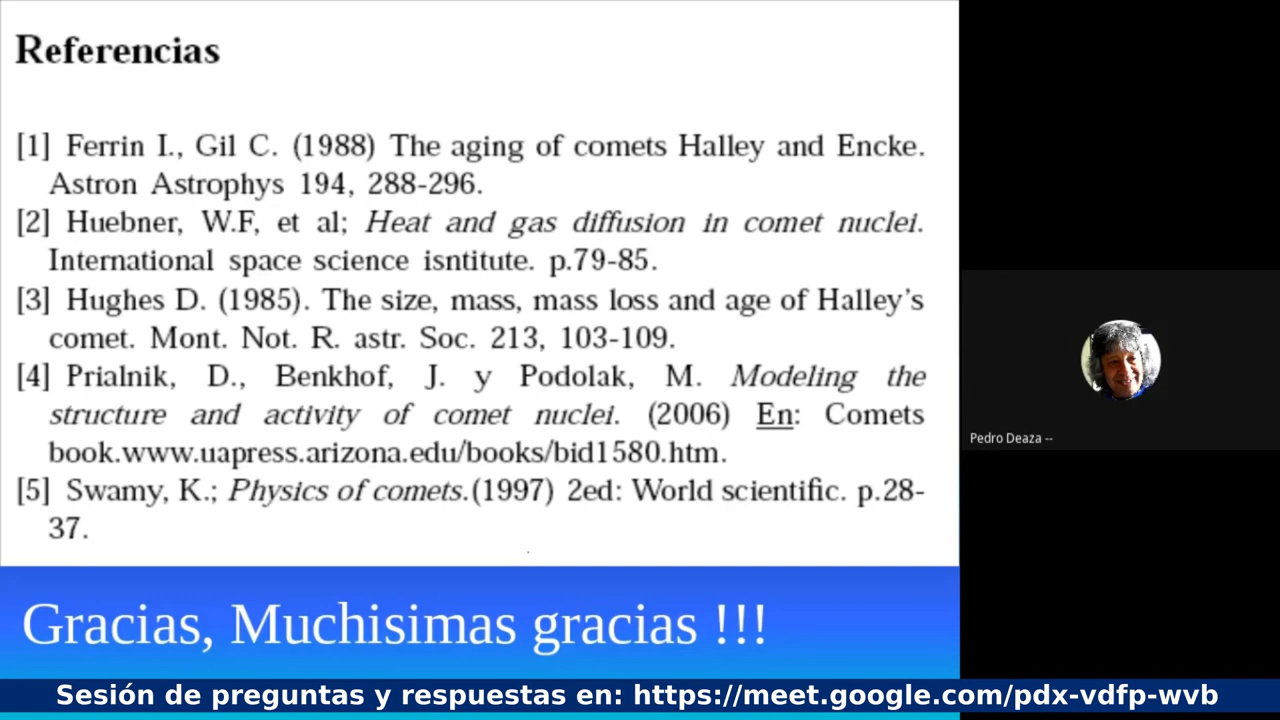 Referencias
[1] Ferrin I., Gil C. (1988) The aging of comets Halley and Encke.
Astron Astrophys 194, 288-296.
[2] Huebner, W.F, et al; Heat and gas diffusion in comet nuclei.
International space science isntitute. p.79-85.
[3] Hughes D. (1985). The size, mass, mass loss and age of Halley's
comet. Mont. Not. R. astr. Soc. 213, 103-109.
[4] Prialnik, D., Benkhof, J. y Podolak, M. Modeling the
structure and activity of comet nuclei. (2006) En: Comets
book.www.uapress.arizona.edu/books/bid1580.htm.
[5] Swamy, K.; Physics of comets.(1997) 2ed: World scientific. p.28-
37.
Gracias, Muchisimas gracias !!!
Pedro Deaza --
Sesión de preguntas y respuestas en: https://meet.google.com/pdx-vdfp-wvb